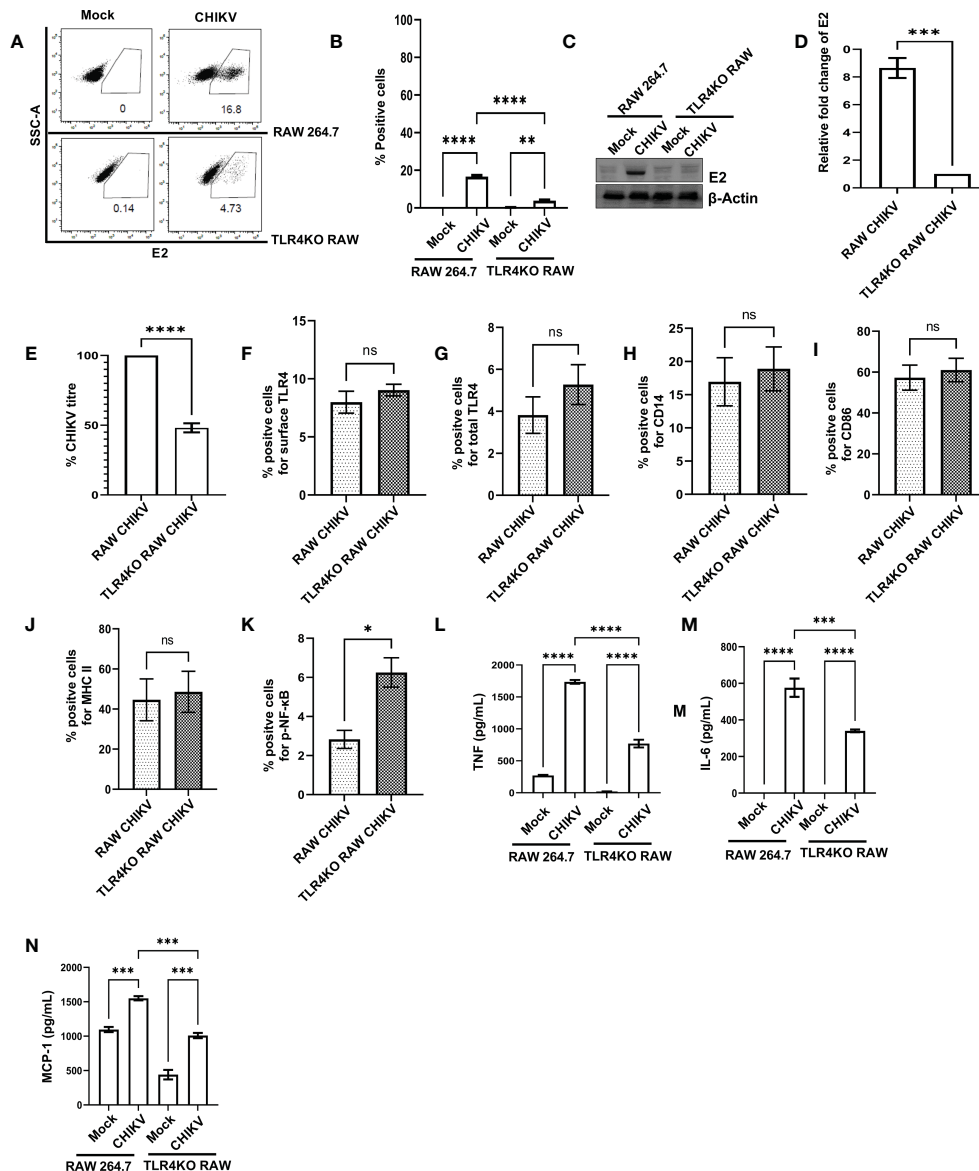 A
Mock
CHIKV
SSC-A
0
16.8
RAW 264.7
0.14
4.73
TLR4KO RAW
E2
B
% Positive cells
100
80
60
40
20
0
****
****
**
Mock
CHIKV
Mock
CHIKV
RAW 264.7
TLR4KO RAW
C
RAW 264.7
TLR4KO RAW
Mock
CHIKV
Mock
CHIKV
E2
β-Actin
D
Relative fold change of E2
0
8
6
4
2
0
***
RAW CHIKV
TLR4KO RAW CHIKV
E
% CHIKV titre
100
50
0
****
RAW CHIKV
TLR4KO RAW CHIKV
F
% positve cells
for surface TLR4
15
10
5
0
ns
RAW CHIKV
TLR4KO RAW CHIKV
G
% positve cells
for total TLR4
8
6
4
2
0
ns
RAW CHIKV
TLR4KO RAW CHIKV
H
% positve cells
for CD14
25
20
15
10
5
0
ns
RAW CHIKV
TLR4KO RAW CHIKV
I
% positve cells
for CD86
80
60
40
20
0
ns
RAW CHIKV
TLR4KO RAW CHIKV
J
% positve cells
for MHC II
80
60
40
20
0
ns
RAW CHIKV
TLR4KO RAW CHIKV
K
% positve cells
for p-NF-κB
8
6
4
2
0
*
RAW CHIKV
TLR4KO RAW CHIKV
L
TNF (pg/mL)
2000
1500
1000
500
0
****
****
****
Mock
CHIKV
Mock
CHIKV
RAW 264.7
TLR4KO RAW
M
M
IL-6 (pg/mL)
800
600
400
200
0
***
****
****
Mock
CHIKV
Mock
CHIKV
RAW 264.7
TLR4KO RAW
N
MCP-1 (pg/mL)
2000
1500
1000
500
0
***
***
***
Mock
CHIKV
Mock
CHIKV
RAW 264.7
TLR4KO RAW